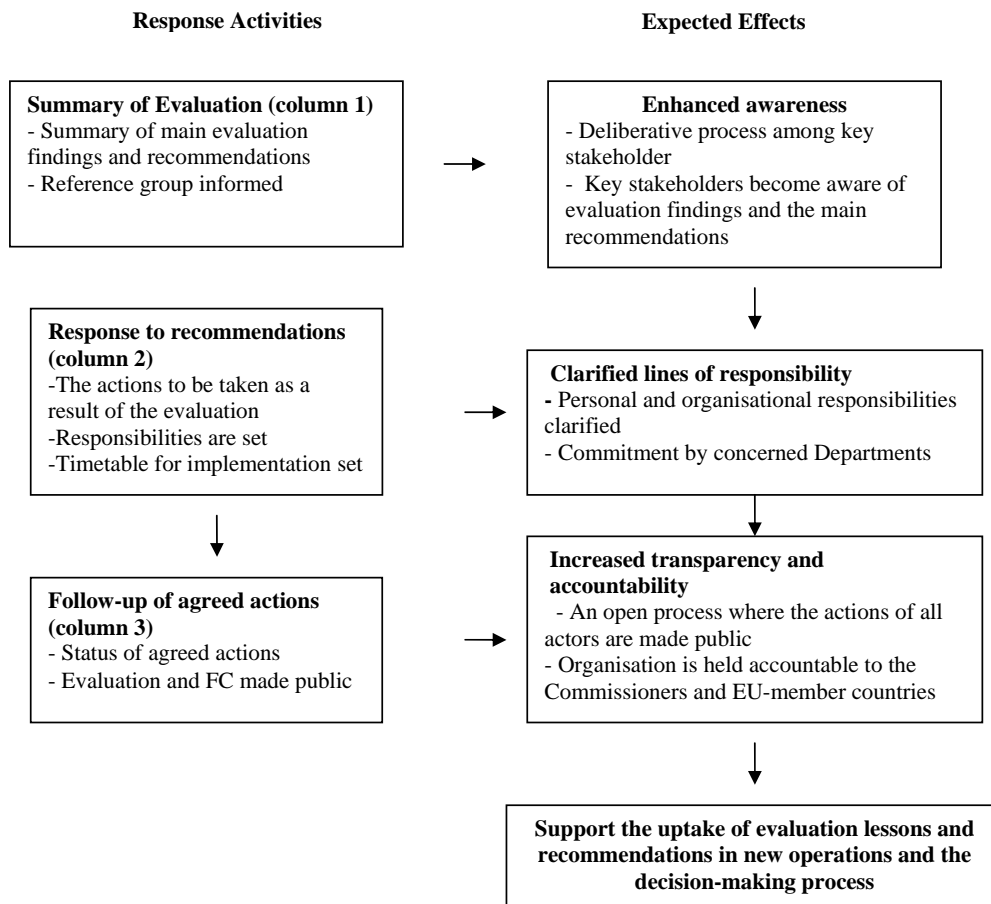 Response Activities
Expected Effects
Summary of Evaluation (column 1)
- Summary of main evaluation
findings and recommendations
- Reference group informed
Enhanced awareness
- Deliberative process among key
stakeholder
- Key stakeholders become aware of
evaluation findings and the main
recommendations
Response to recommendations
(column 2)
-The actions to be taken as a
result of the evaluation
-Responsibilities are set
-Timetable for implementation set
Clarified lines of responsibility
- Personal and organisational responsibilities
clarified
- Commitment by concerned Departments
Follow-up of agreed actions
(column 3)
- Status of agreed actions
- Evaluation and FC made public
Increased transparency and
accountability
- An open process where the actions of all
actors are made public
- Organisation is held accountable to the
Commissioners and EU-member countries
Support the uptake of evaluation lessons and
recommendations in new operations and the
decision-making process